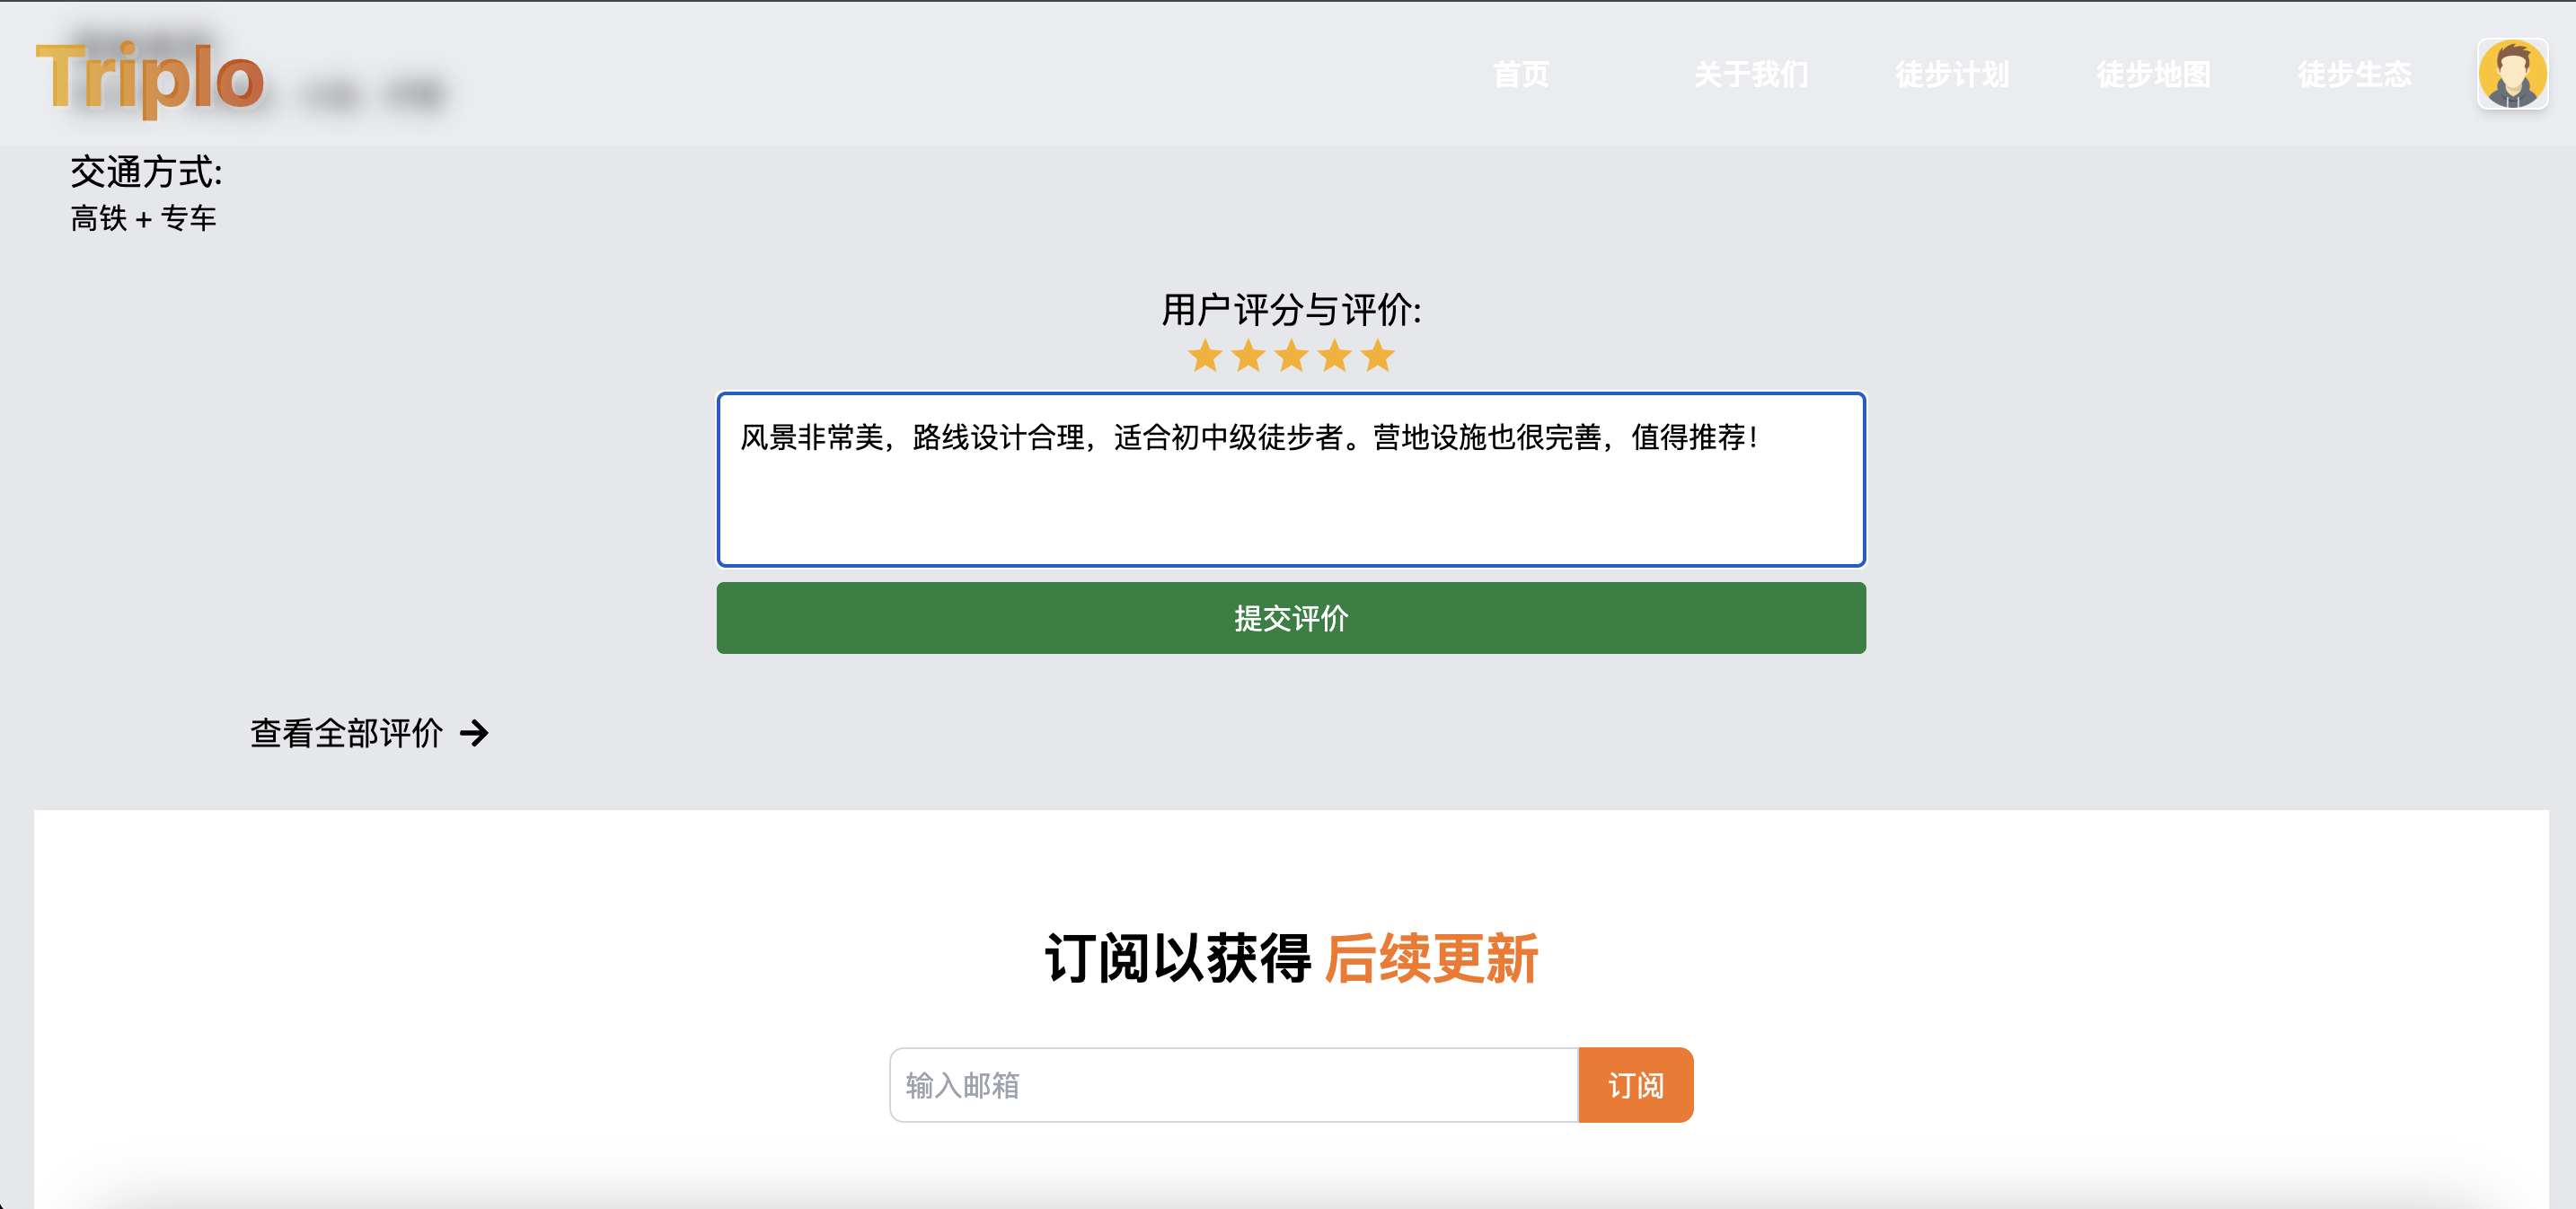 Triplo
首页 关于我们 徒步计划 徒步地图 徒步生态
交通方式:
高铁 + 专车
用户评分与评价:
风景非常美，路线设计合理，适合初中级徒步者。营地设施也很完善，值得推荐！
提交评价
查看全部评价
订阅以获得 后续更新
输入邮箱 订阅